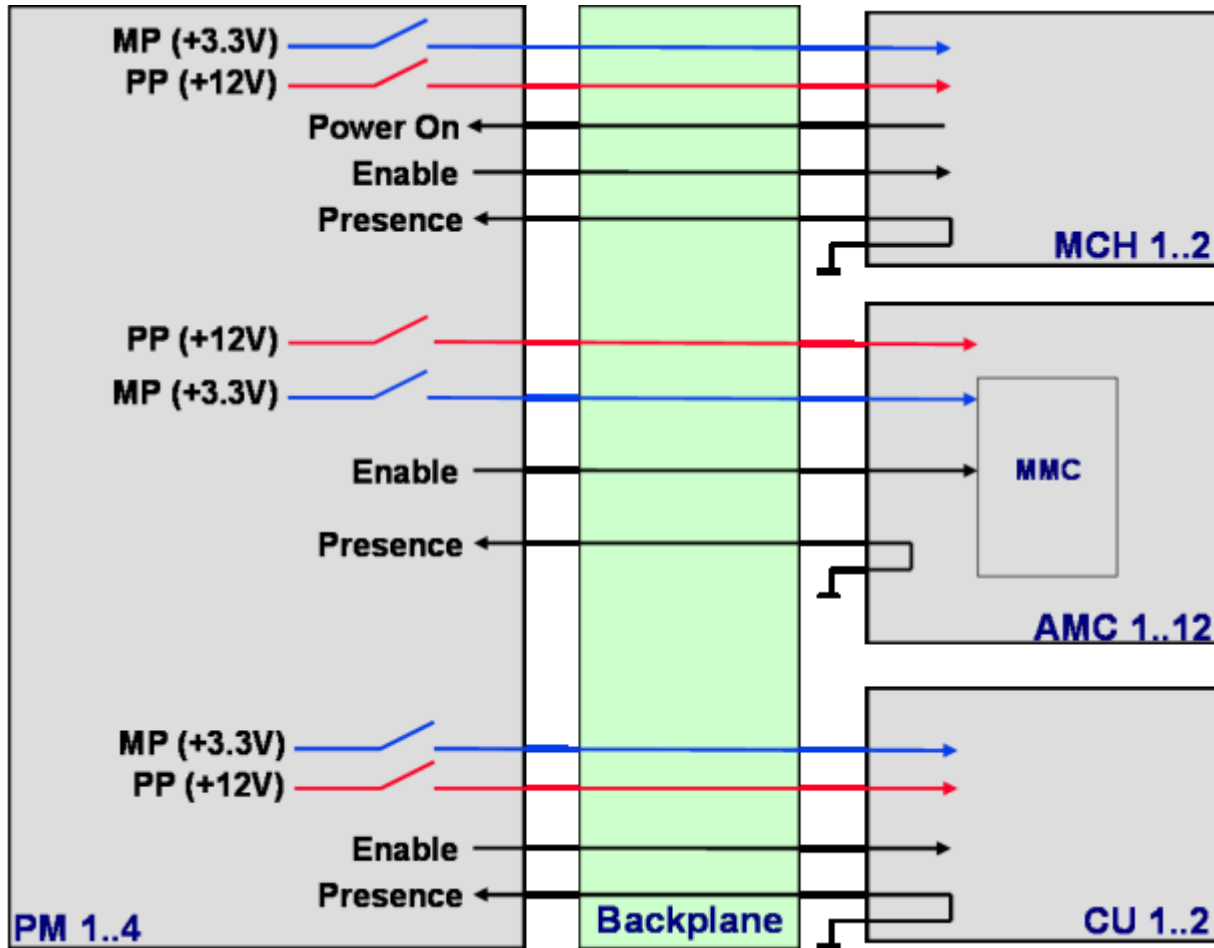 MP (+3.3V)
PP (+12V)
Power On
Enable
Presence
MCH 1..2
PP (+12V)
MP (+3.3V)
Enable
MMC
Presence
AMC 1..12
MP (+3.3V)
PP (+12V)
Enable
Presence
PM 1..4
Backplane
CU 1..2